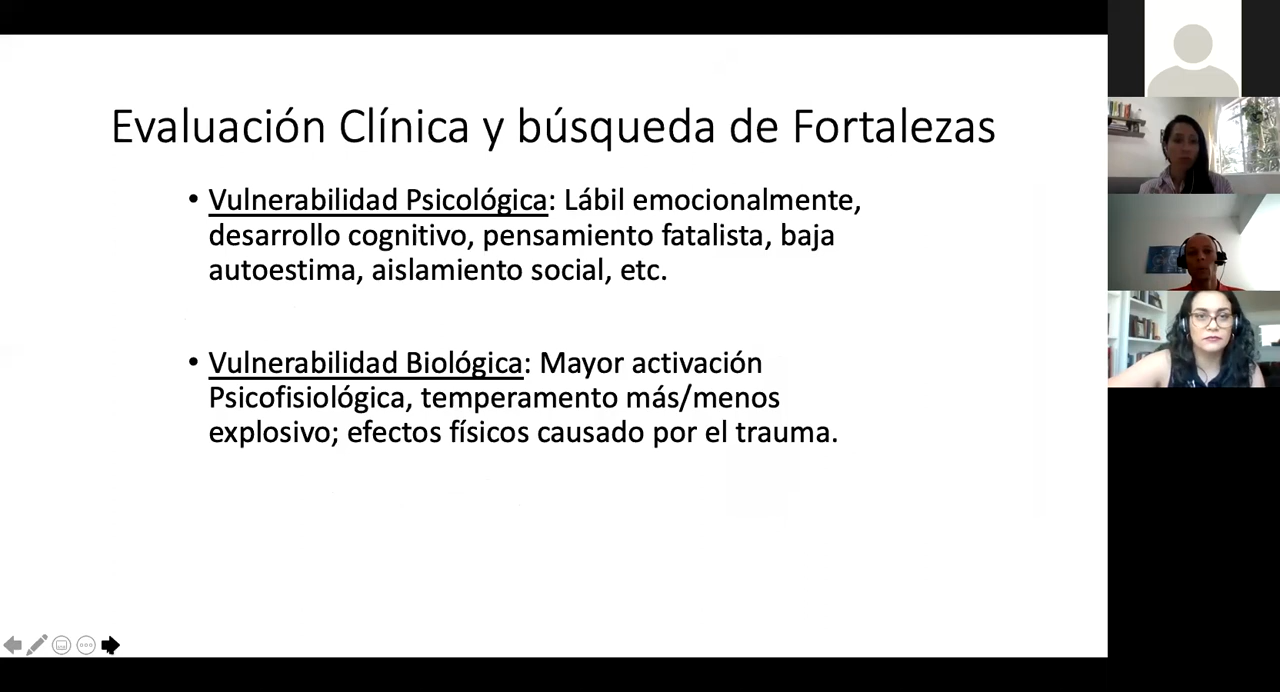 Evaluación Clínica y búsqueda de Fortalezas
• Vulnerabilidad Psicológica: Lábil emocionalmente,
desarrollo cognitivo, pensamiento fatalista, baja
autoestima, aislamiento social, etc.
• Vulnerabilidad Biológica: Mayor activación
Psicofisiológica, temperamento más/menos
explosivo; efectos físicos causado por el trauma.